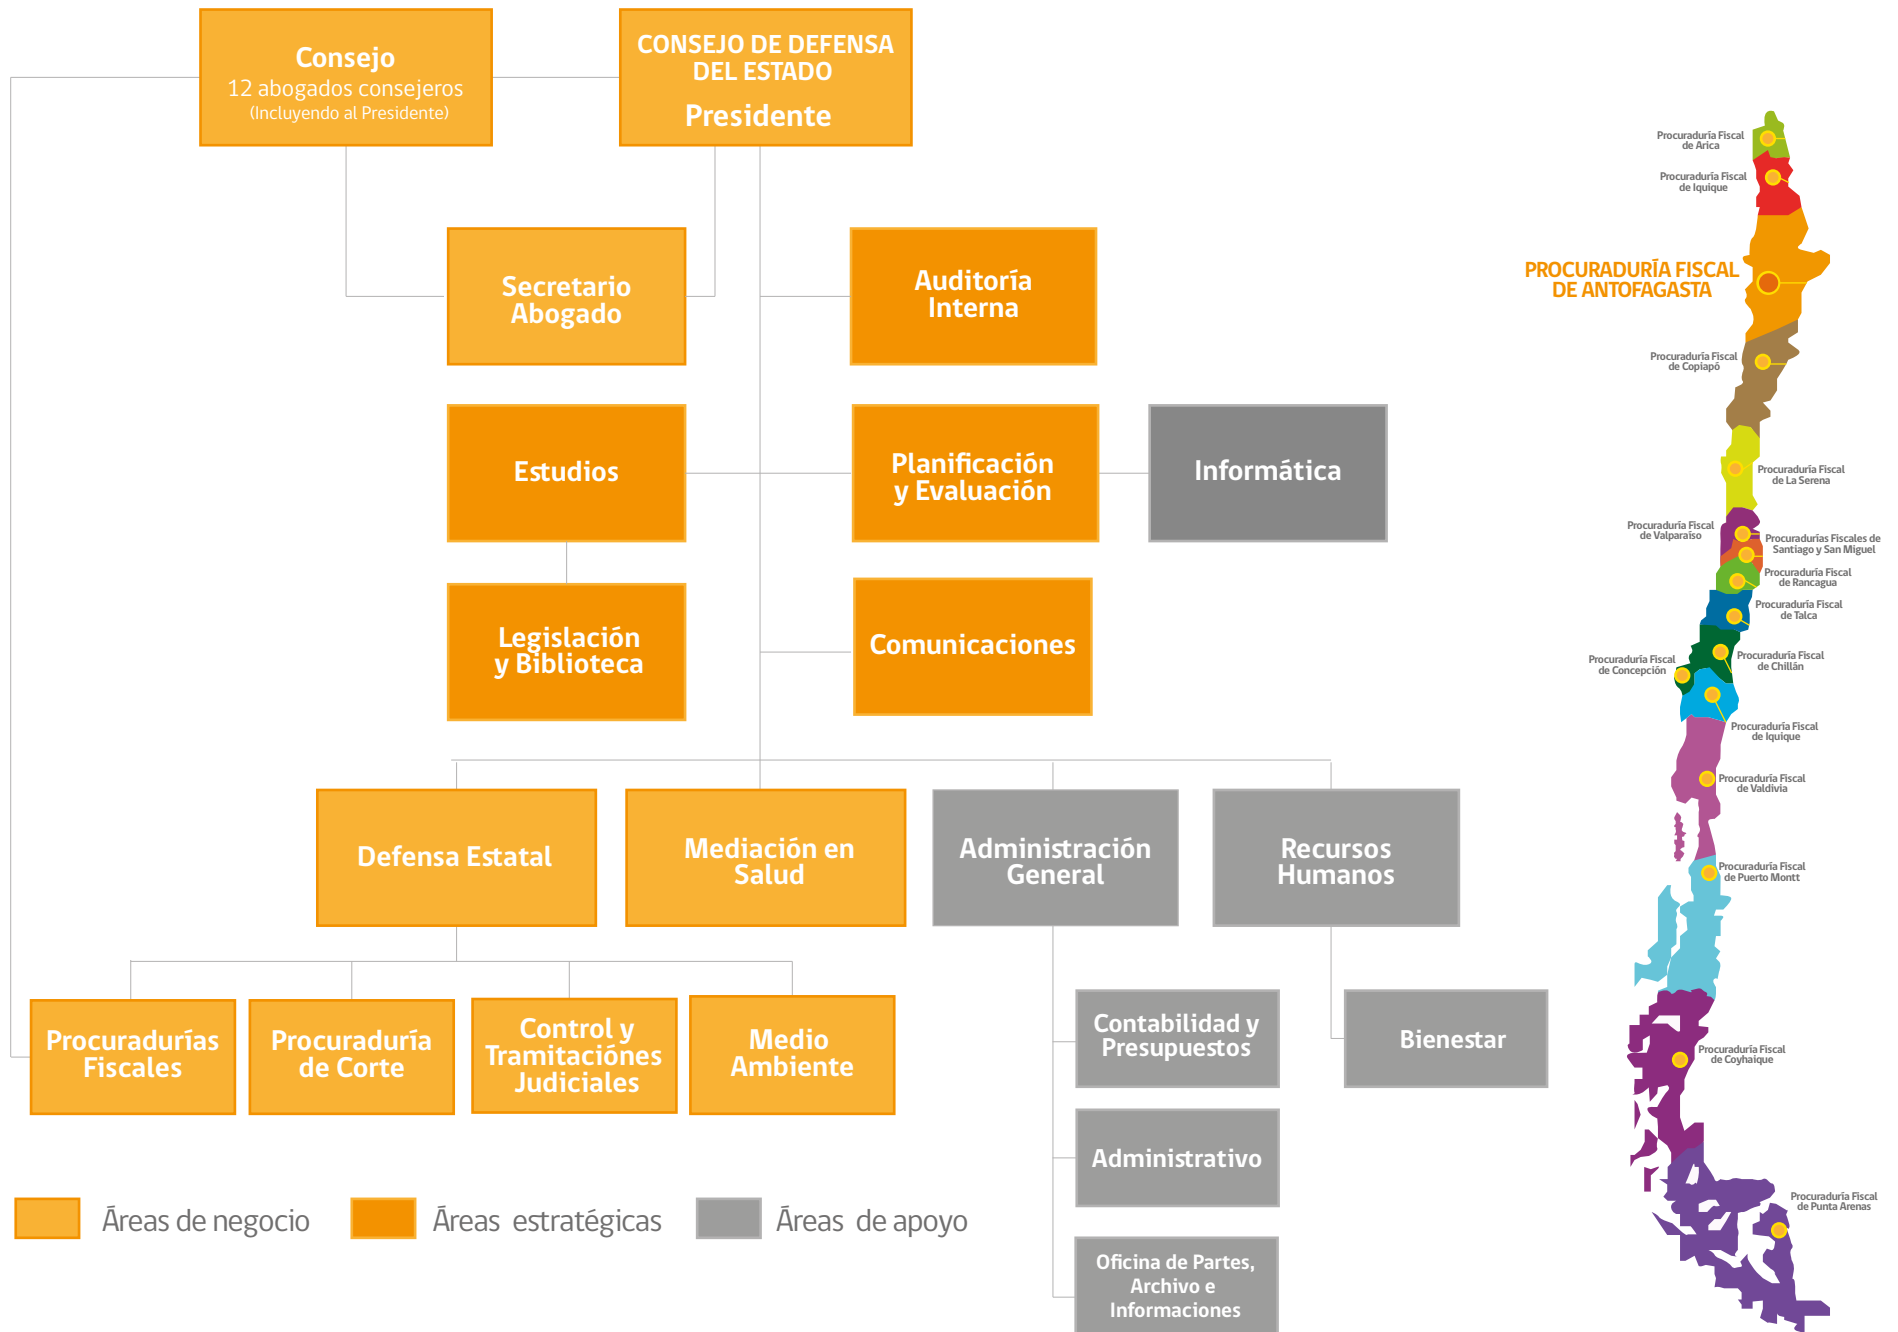 Consejo
12 abogados consejeros
(Incluyendo al Presidente)
CONSEJO DE DEFENSA
DEL ESTADO
Presidente
Secretario
Abogado
Auditoría
Interna
Estudios
Planificación
y Evaluación
Informática
Legislación
y Biblioteca
Comunicaciones
Defensa Estatal
Mediación en
Salud
Administración
General
Recursos
Humanos
Procuradurías
Fiscales
Procuraduría
de Corte
Control y
Tramitaciónes
Judiciales
Medio
Ambiente
Contabilidad y
Presupuestos
Bienestar
Administrativo
Oficina de Partes,
Archivo e
Informaciones
Áreas de negocio
Áreas estratégicas
Áreas de apoyo
Procuraduría Fiscal
de Arica
Procuraduría Fiscal
de Iquique
PROCURADURÍA FISCAL
DE ANTOFAGASTA
Procuraduría Fiscal
de Copiapó
Procuraduría Fiscal
de La Serena
Procuraduría Fiscal
de Valparaíso
Procuradurías Fiscales de
Santiago y San Miguel
Procuraduría Fiscal
de Rancagua
Procuraduría Fiscal
de Talca
Procuraduría Fiscal
de Concepción
Procuraduría Fiscal
de Chillán
Procuraduría Fiscal
de Iquique
Procuraduría Fiscal
de Valdivia
Procuraduría Fiscal
de Puerto Montt
Procuraduría Fiscal
de Coyhaique
Procuraduría Fiscal
de Punta Arenas